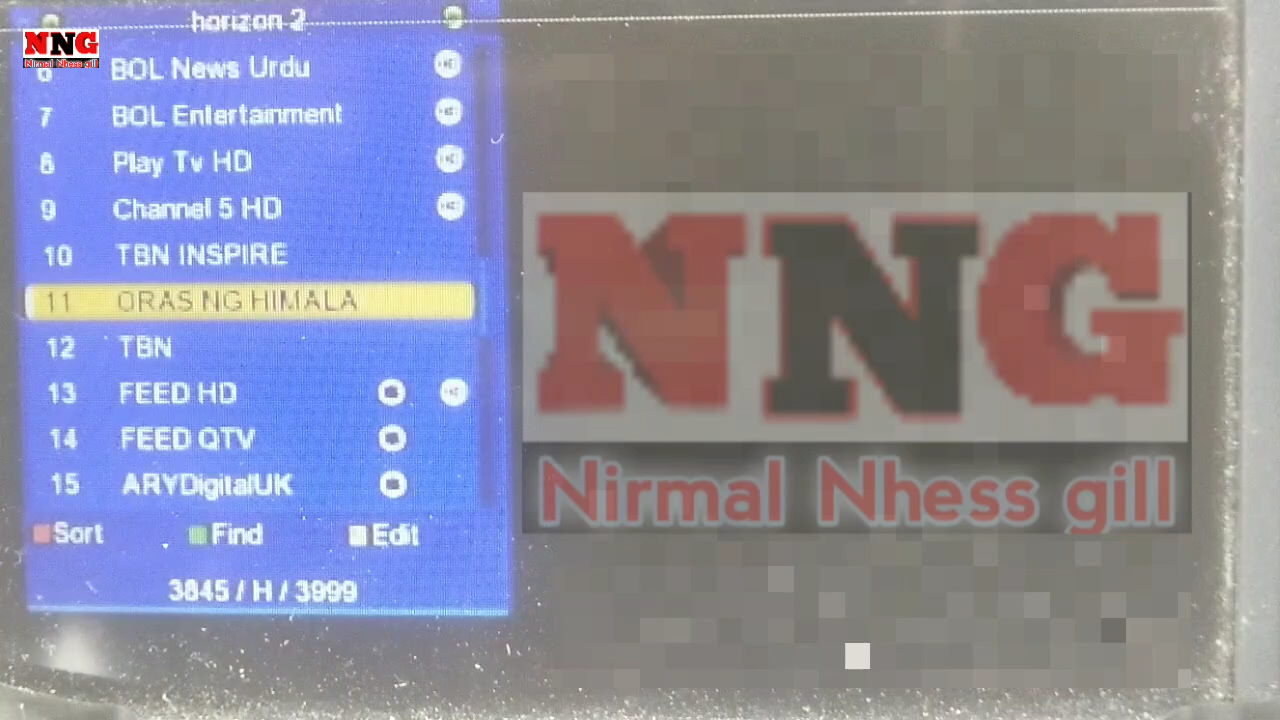 horizon 2
NNG
Nirmal Nhess gill
6 BOL News Urdu
7 BOL Entertainment
8 Play Tv HD
9 Channel 5 HD
10 TBN INSPIRE
11 ORAS NG HIMALA
12 TBN
13 FEED HD
14 FEED QTV
15 ARYDigitalUK
Sort Find Edit
3845 / H / 3999
NNG
Nirmal Nhess gill